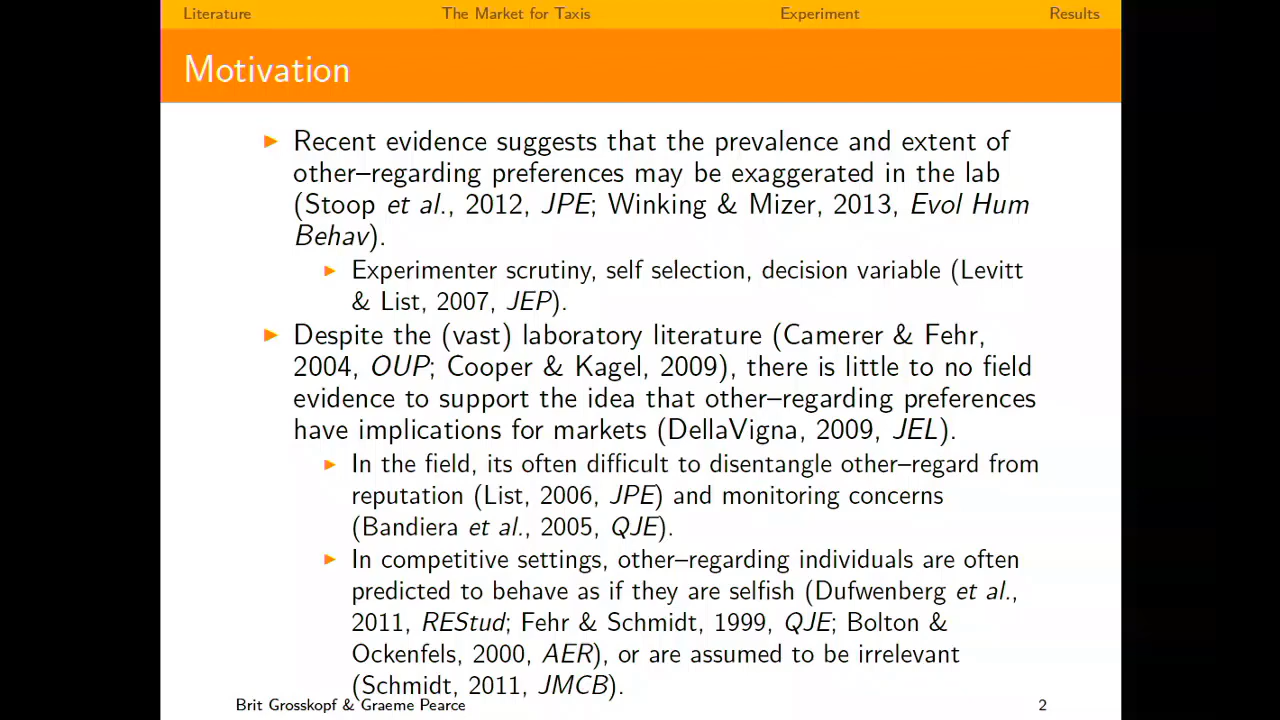 Literature The Market for Taxis Experiment Results
Motivation
Recent evidence suggests that the prevalence and extent of
other–regarding preferences may be exaggerated in the lab
(Stoop et al., 2012, JPE; Winking & Mizer, 2013, Evol Hum
Behav).
Experimenter scrutiny, self selection, decision variable (Levitt
& List, 2007, JEP).
Despite the (vast) laboratory literature (Camerer & Fehr,
2004, OUP; Cooper & Kagel, 2009), there is little to no field
evidence to support the idea that other–regarding preferences
have implications for markets (DellaVigna, 2009, JEL).
In the field, its often difficult to disentangle other–regard from
reputation (List, 2006, JPE) and monitoring concerns
(Bandiera et al., 2005, QJE).
In competitive settings, other–regarding individuals are often
predicted to behave as if they are selfish (Dufwenberg et al.,
2011, REStud; Fehr & Schmidt, 1999, QJE; Bolton &
Ockenfels, 2000, AER), or are assumed to be irrelevant
(Schmidt, 2011, JMCB).
Brit Grosskopf & Graeme Pearce 2